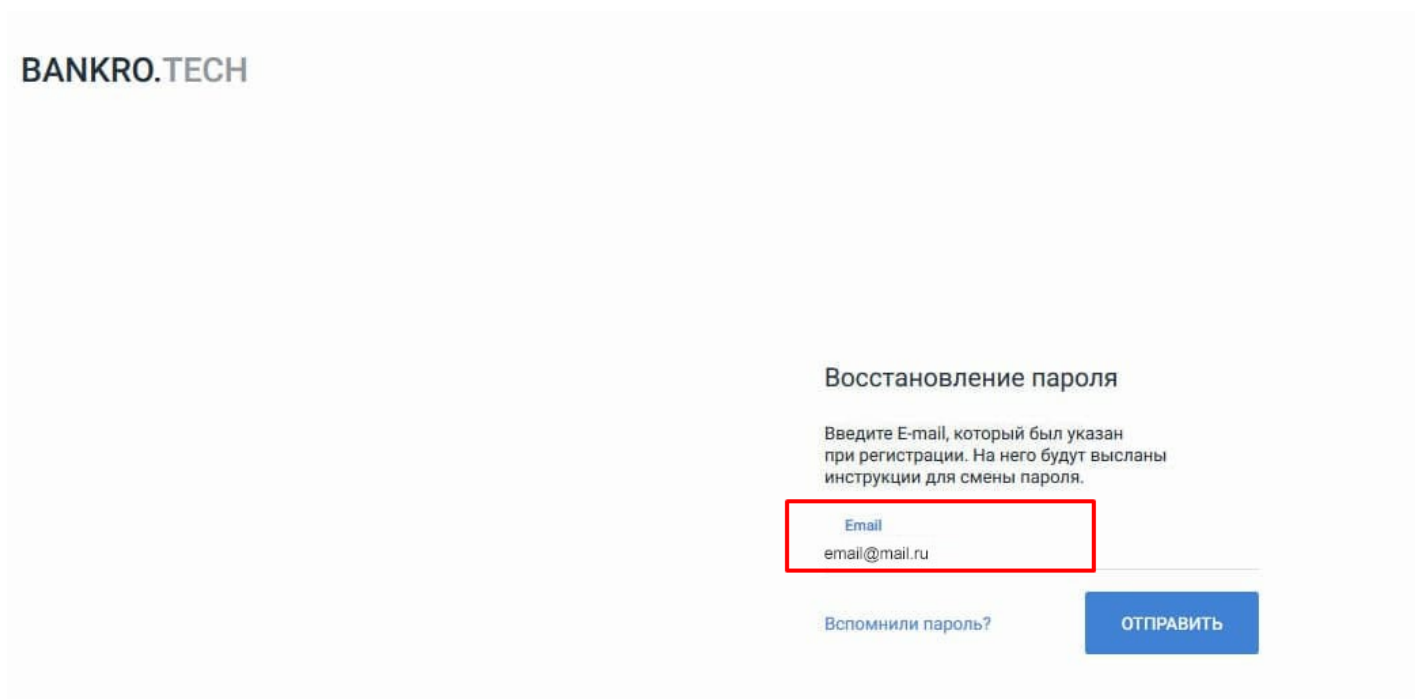 BANKRO.TECH
Восстановление пароля
Введите E-mail, который был указан
при регистрации. На него будут высланы
инструкции для смены пароля.
Email
email@mail.ru
Вспомнили пароль?
ОТПРАВИТЬ